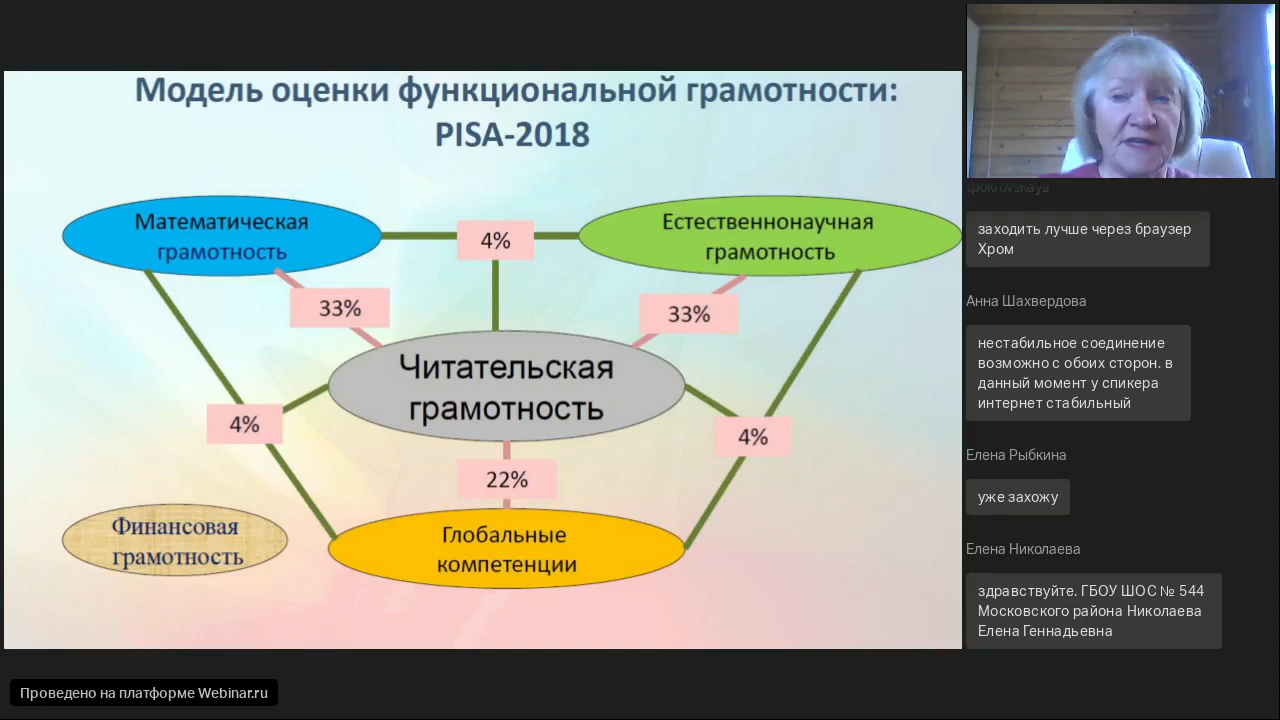 Модель оценки функциональной грамотности:
PISA-2018
Математическая
грамотность
4%
Естественнонаучная
грамотность
33%
33%
Читательская
грамотность
4%
4%
22%
Финансовая
грамотность
Глобальные
компетенции
tpokrovskaya
заходить лучше через браузер
Хром
Анна Шахвердова
нестабильное соединение
возможно с обоих сторон. в
данный момент у спикера
интернет стабильный
Елена Рыбкина
уже захожу
Елена Николаева
здравствуйте. ГБОУ ШОС № 544
Московского района Николаева
Елена Геннадьевна
Проведено на платформе Webinar.ru